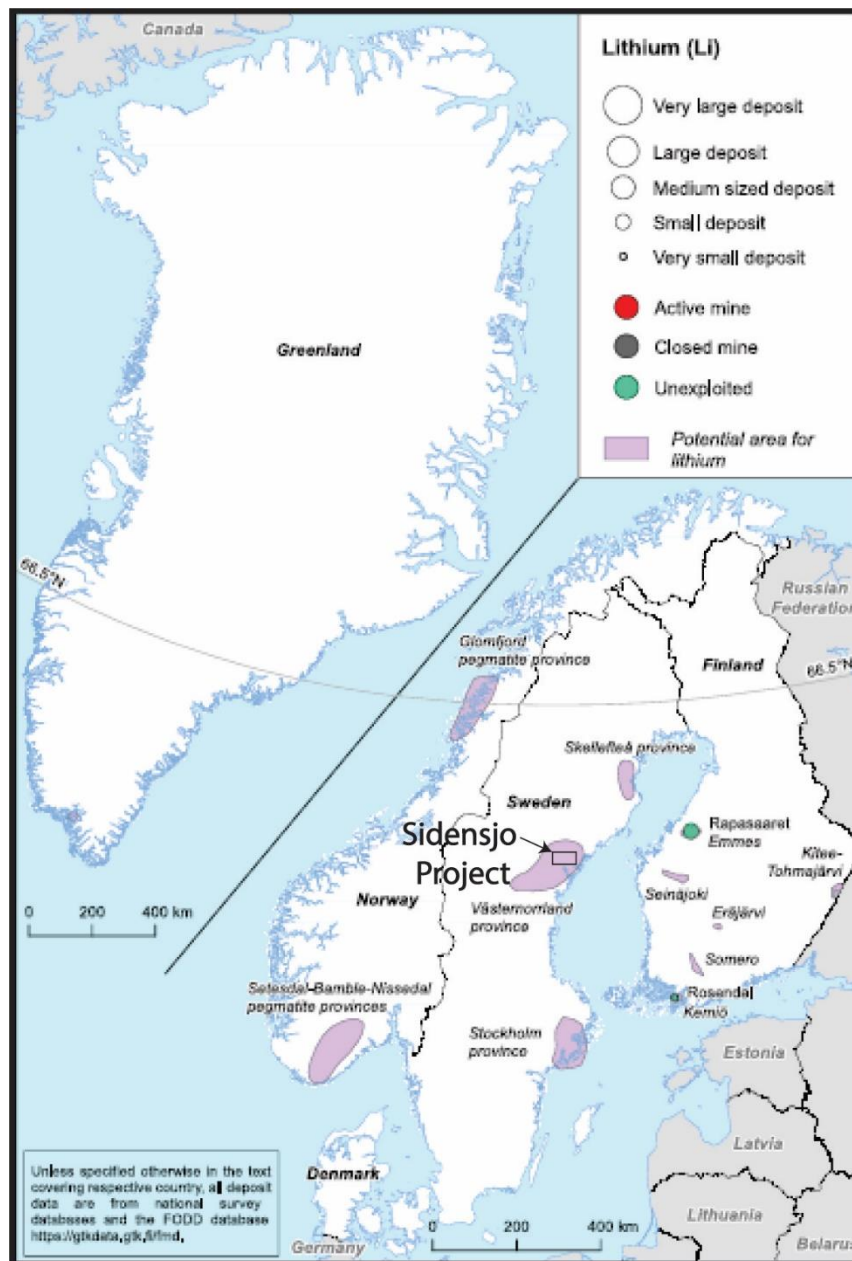 Canada
Lithium (Li)
Very large deposit
Large deposit
Medium sized deposit
Small deposit
Very small deposit
Active mine
Closed mine
Unexploited
Potential area for
lithium
Greenland
66.5°N
0 200 400 km
Russian
Federation
Glomfjord
pegmatite province
Finland
66.5°N
Skellefteå province
Sweden
Sidensjo
Project
Rapasaaret
Emmes
Kitee-
Tohmajärvi
Norway
Västernorrland
province
Seinäjoki
Eräjärvi
Somero
Setesdal-Bamble-Nissedal
pegmatite provinces
Rosendal
Kemiö
Stockholm
province
Estonia
Latvia
Lithuania
Belarus
Denmark
Germany
0 200 400 km
Unless specified otherwise in the text
covering respective country, all deposit
data are from national survey
databases and the FODD database
https://gtkdata.gtk.fi/fmd.